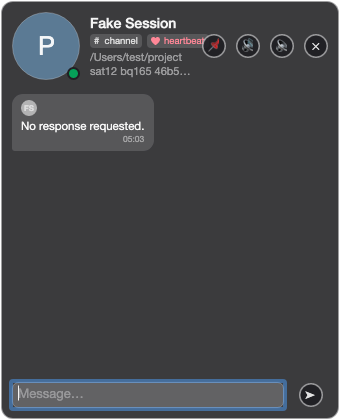 P
Fake Session
# channel
heartbeat
/Users/test/project
sat12 bq165 46b5…
FS
No response requested.
05:03
Message…